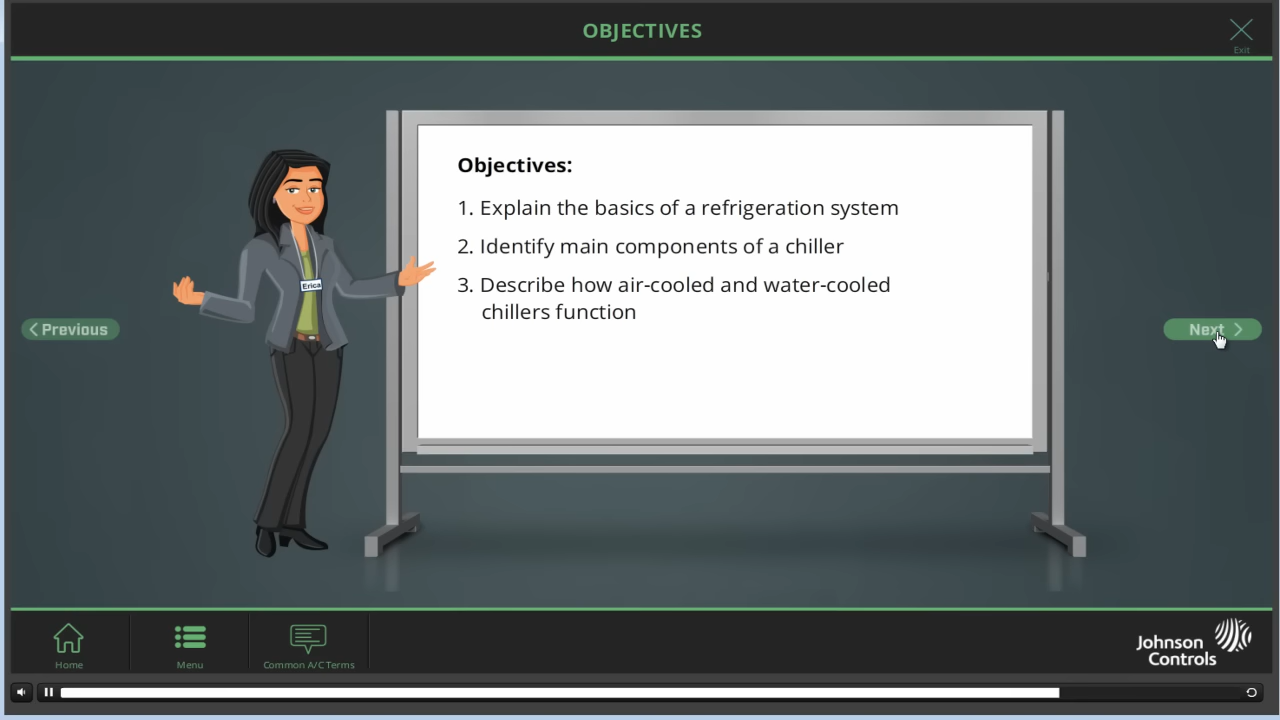 OBJECTIVES
Exit
Objectives:
1. Explain the basics of a refrigeration system
2. Identify main components of a chiller
3. Describe how air-cooled and water-cooled
chillers function
Erica
Previous
Next
Home
Menu
Common A/C Terms
Johnson
Controls